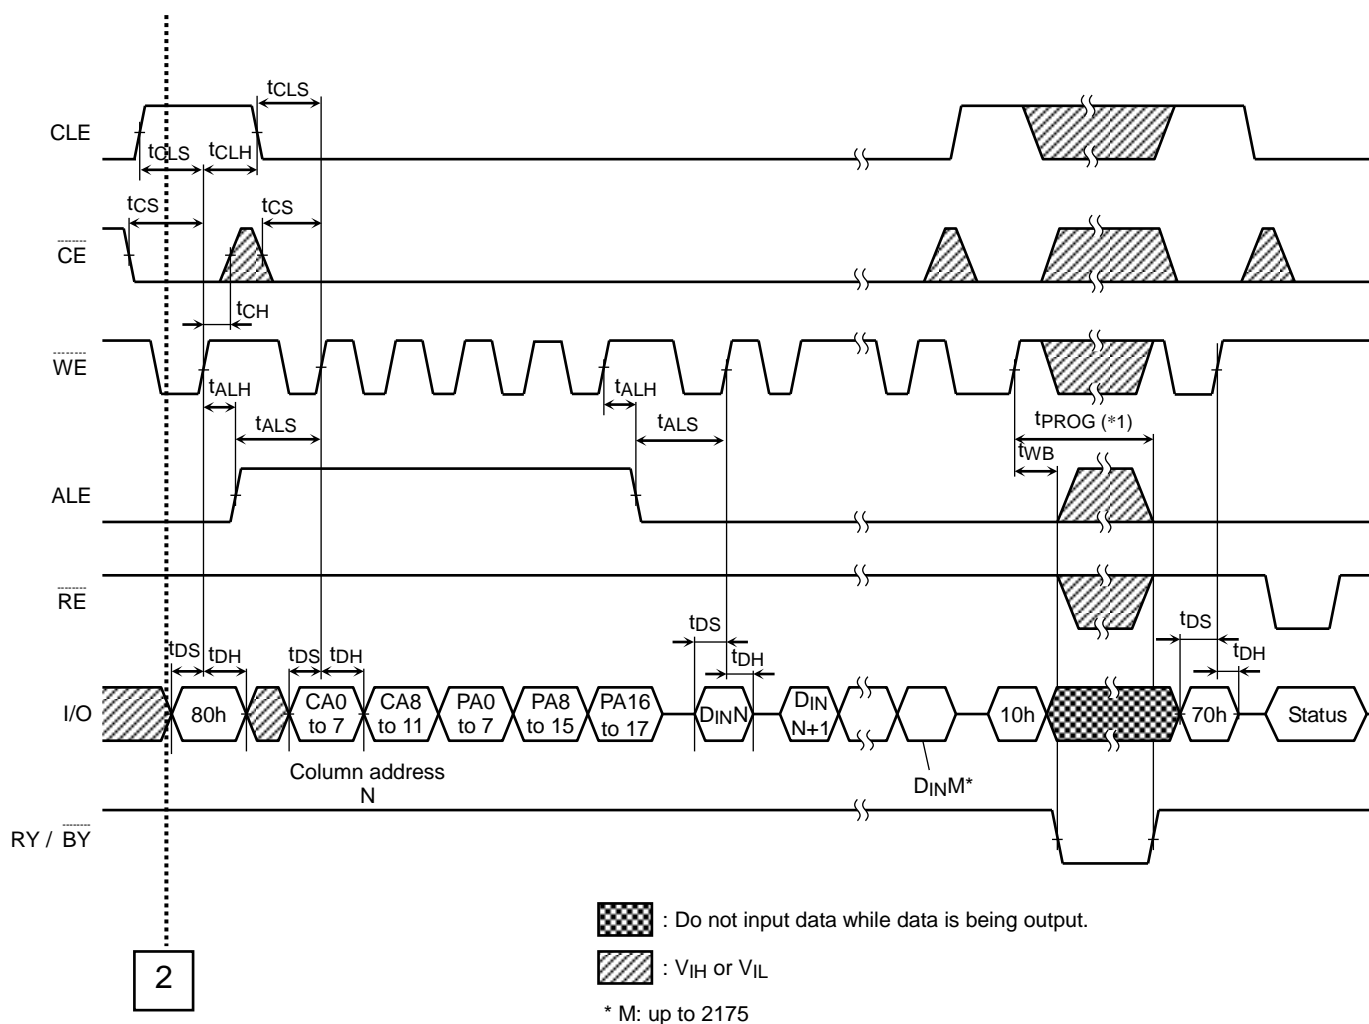 tCLS
CLE
tCLS tCLH
tCS tCS
CE
tCH
WE
tALH tALH
tALS tALS tPROG (*1)
tWB
ALE
RE
tDS tDH tDS tDH tDS tDH tDS tDH
I/O 80h CA0 to 7 CA8 to 11 PA0 to 7 PA8 to 15 PA16 to 17 DINN DIN N+1 10h 70h Status
Column address
N
DINM*
RY / BY
: Do not input data while data is being output.
2
: VIH or VIL
* M: up to 2175